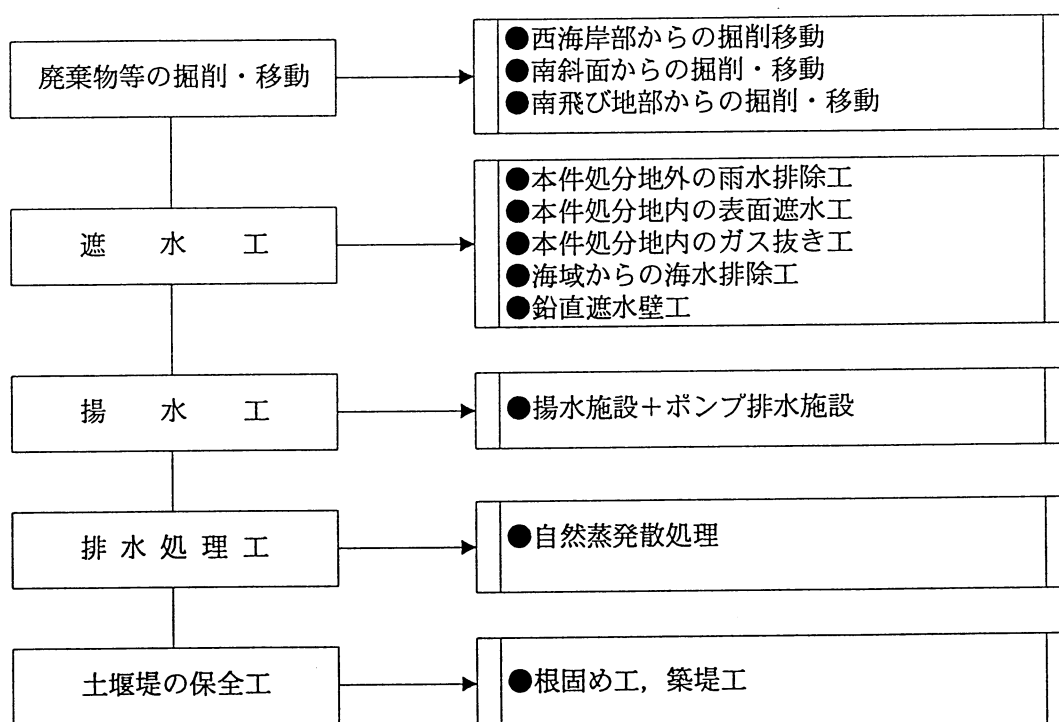 廃棄物等の掘削・移動
●西海岸部からの掘削移動
●南斜面からの掘削・移動
●南飛び地部からの掘削・移動
遮水工
●本件処分地外の雨水排除工
●本件処分地内の表面遮水工
●本件処分地内のガス抜き工
●海域からの海水排除工
●鉛直遮水壁工
揚水工
●揚水施設＋ポンプ排水施設
排水処理工
●自然蒸発散処理
土堰堤の保全工
●根固め工，築堤工